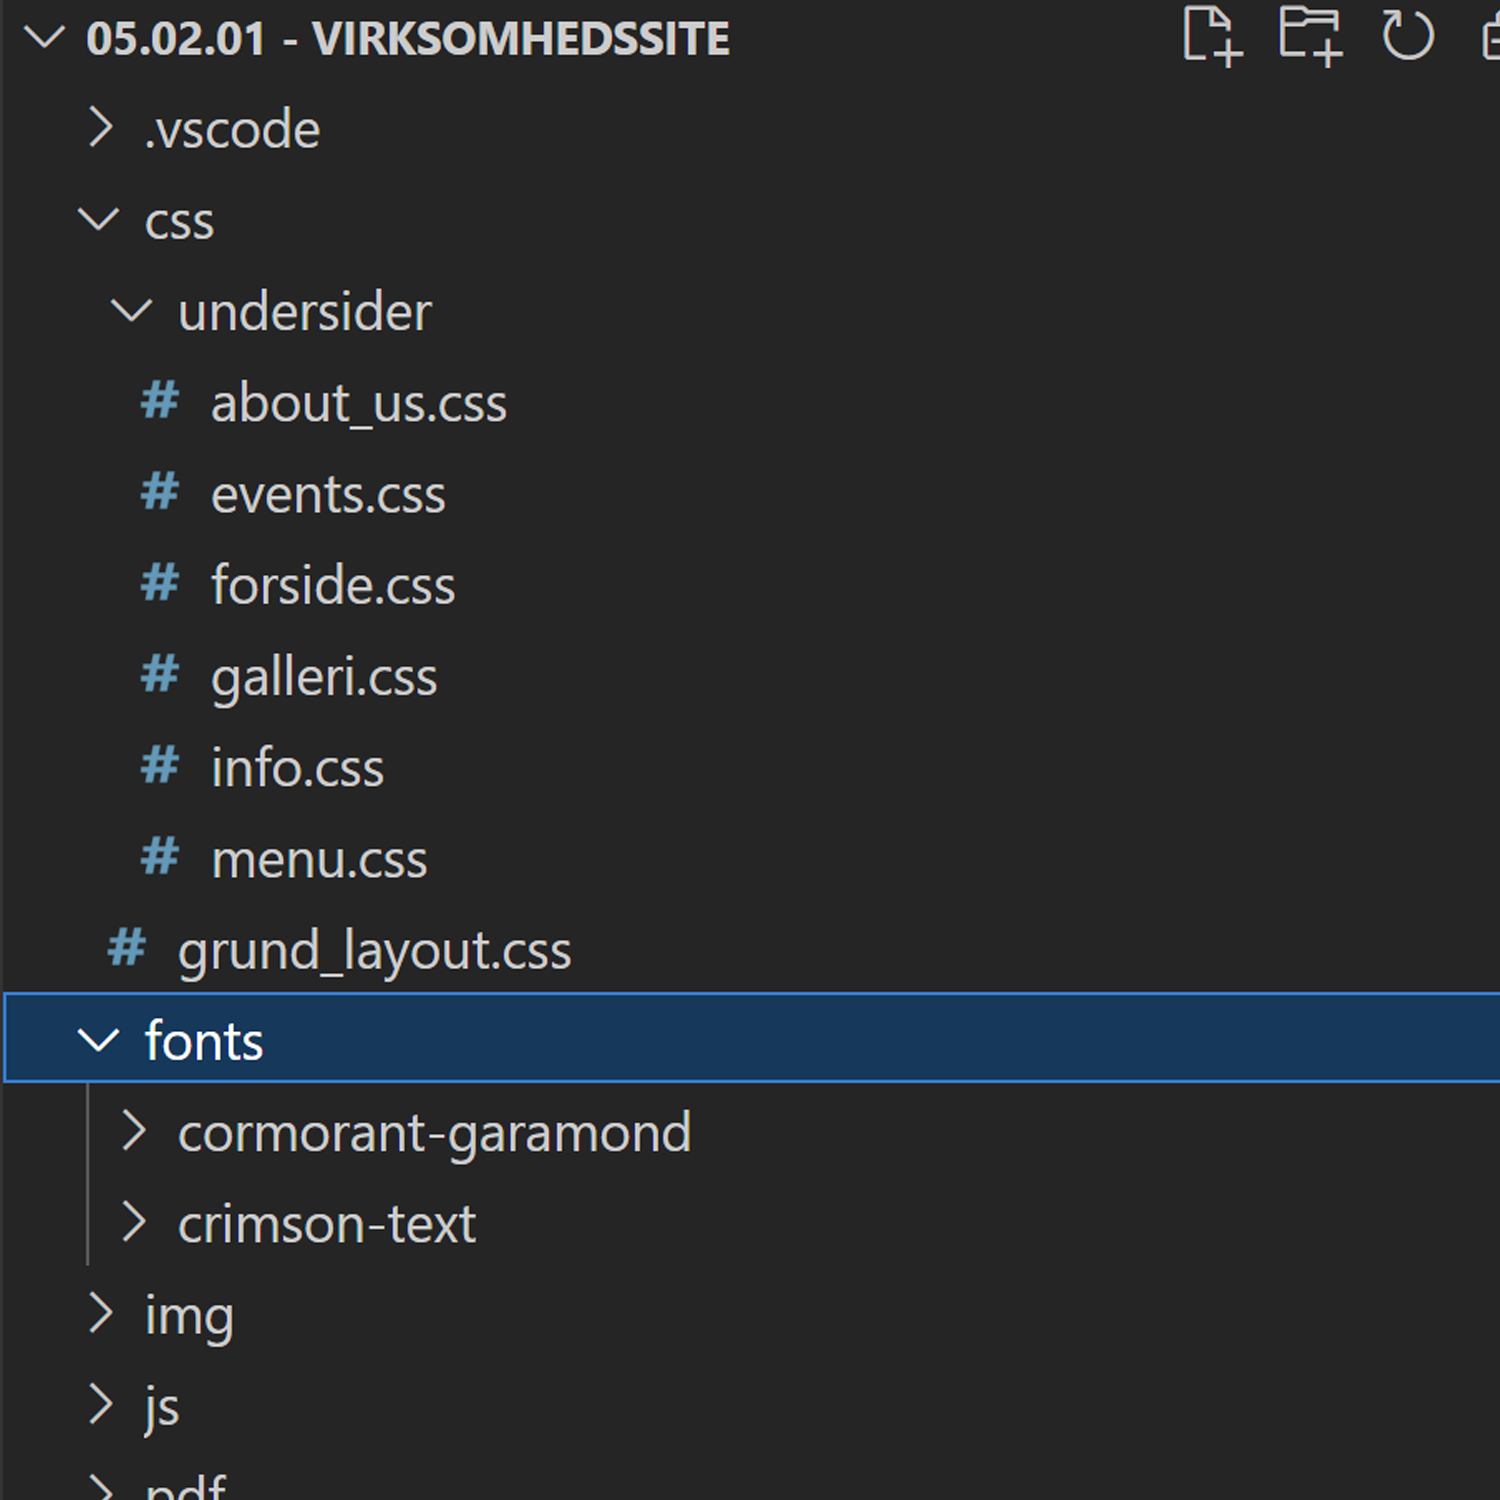 05.02.01 - VIRKSOMHEDSSITE
.vscode
css
undersider
# about_us.css
# events.css
# forside.css
# galleri.css
# info.css
# menu.css
# grund_layout.css
fonts
cormorant-garamond
crimson-text
img
js
pdf